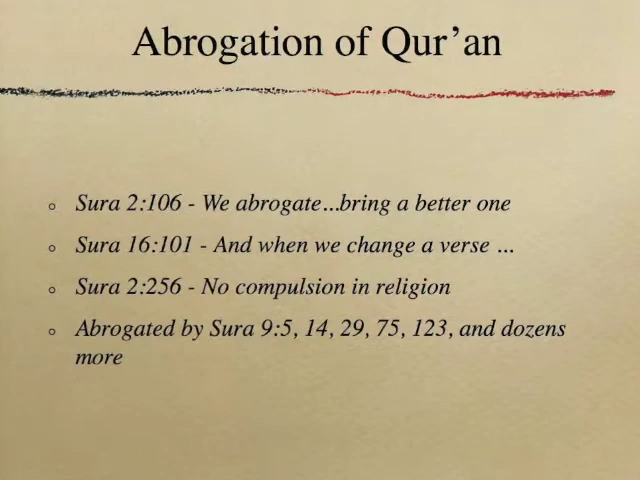 Abrogation of Qur’an
Sura 2:106 - We abrogate...bring a better one
Sura 16:101 - And when we change a verse ...
Sura 2:256 - No compulsion in religion
Abrogated by Sura 9:5, 14, 29, 75, 123, and dozens
more